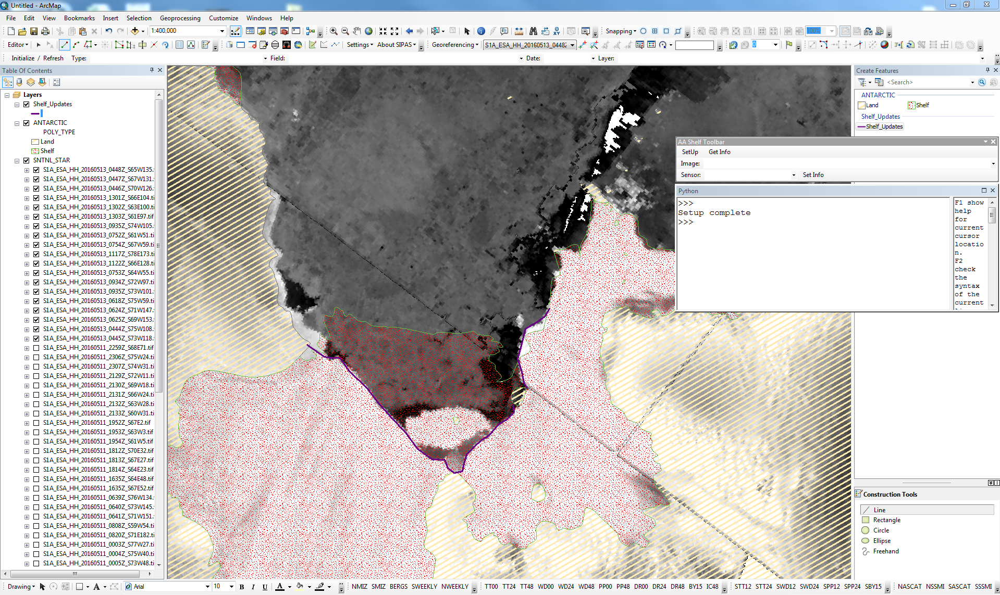 Untitled - ArcMap
File Edit View Bookmarks Insert Selection Geoprocessing Customize Windows Help
1:400,000 Snapping 100%
Editor Settings About SIPAS Georeferencing S1A_ESA_HH_20160513_0448Z 0
Initialize / Refresh Type: Field: Date: Layer:
Table Of Contents
Layers
Shelf_Updates
ANTARCTIC
POLY_TYPE
Land
Shelf
SNTNL_STAR
S1A_ESA_HH_20160513_0448Z_S65W135.
S1A_ESA_HH_20160513_0447Z_S67W131.
S1A_ESA_HH_20160513_0446Z_S70W126.
S1A_ESA_HH_20160513_1301Z_S66E104.ti
S1A_ESA_HH_20160513_1302Z_S63E100.ti
S1A_ESA_HH_20160513_1303Z_S61E97.tif
S1A_ESA_HH_20160513_0935Z_S74W105.
S1A_ESA_HH_20160513_0752Z_S61W51.ti
S1A_ESA_HH_20160513_0754Z_S67W59.ti
S1A_ESA_HH_20160513_1117Z_S78E173.ti
S1A_ESA_HH_20160513_1122Z_S66E128.ti
S1A_ESA_HH_20160513_0753Z_S64W55.ti
S1A_ESA_HH_20160513_0934Z_S72W97.ti
S1A_ESA_HH_20160513_0935Z_S73W101.
S1A_ESA_HH_20160513_0618Z_S75W59.ti
S1A_ESA_HH_20160513_0624Z_S71W147.
S1A_ESA_HH_20160513_0625Z_S69W153.
S1A_ESA_HH_20160513_0444Z_S75W108.
S1A_ESA_HH_20160513_0445Z_S73W118.
S1A_ESA_HH_20160511_2259Z_S68E71.tif
S1A_ESA_HH_20160511_2306Z_S75W24.ti
S1A_ESA_HH_20160511_2307Z_S74W31.ti
S1A_ESA_HH_20160511_2129Z_S72W11.ti
S1A_ESA_HH_20160511_2130Z_S69W18.ti
S1A_ESA_HH_20160511_2131Z_S66W24.ti
S1A_ESA_HH_20160511_2132Z_S63W28.ti
S1A_ESA_HH_20160511_2133Z_S60W31.ti
S1A_ESA_HH_20160511_1952Z_S67E2.tif
S1A_ESA_HH_20160511_1953Z_S63W3.tif
S1A_ESA_HH_20160511_1954Z_S61W5.tif
S1A_ESA_HH_20160511_1812Z_S70E32.tif
S1A_ESA_HH_20160511_1813Z_S67E27.tif
S1A_ESA_HH_20160511_1814Z_S64E23.tif
S1A_ESA_HH_20160511_1635Z_S64E48.tif
S1A_ESA_HH_20160511_1635Z_S67E52.tif
S1A_ESA_HH_20160511_0639Z_S76W134.
S1A_ESA_HH_20160511_0640Z_S73W145.
S1A_ESA_HH_20160511_0641Z_S71W151.
S1A_ESA_HH_20160511_0808Z_S59W54.ti
S1A_ESA_HH_20160511_0820Z_S71E182.ti
S1A_ESA_HH_20160511_0003Z_S77W27.ti
S1A_ESA_HH_20160511_0004Z_S75W40.ti
S1A_ESA_HH_20160511_0005Z_S73W48.ti
Create Features
<Search>
ANTARCTIC
Land Shelf
Shelf_Updates
Shelf_Updates
AA Shelf Toolbar
SetUp Get Info
Image:
Sensor: Set Info
Python
>>>
Setup complete
>>>
F1 show
help
for
current
cursor
locatio
n.
F2
check
the
syntax
of the
current
Construction Tools
Line
Rectangle
Circle
Ellipse
Freehand
Drawing A Arial 10 B I U A NMIZ SMIZ BERGS SWEEKLY NWEEKLY TT00 TT24 TT48 WD00 WD24 WD48 PP00 PP48 DR00 DR24 DR48 BY15 IC48 STT12 STT24 SWD12 SWD24 SPP12 SPP24 SBY15 NASCAT NSSMI SASCAT SSSMI